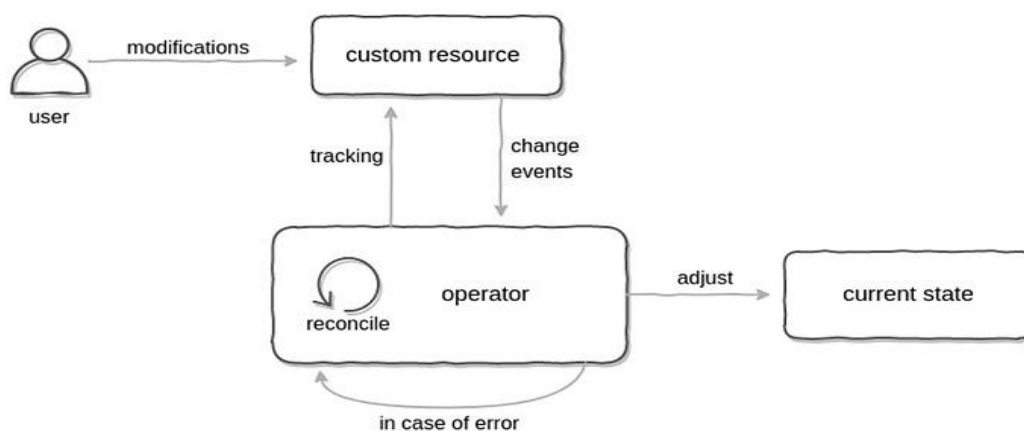 modifications
custom resource
user
tracking
change
events
operator
reconcile
adjust
current state
in case of error